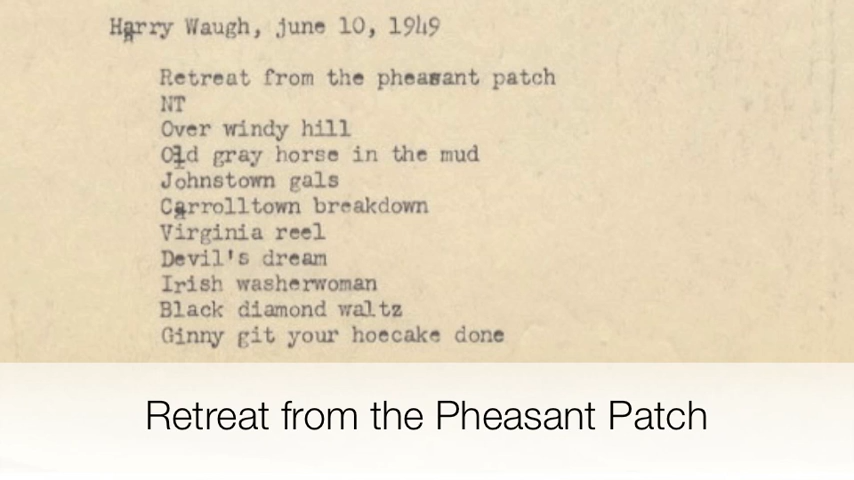 Harry Waugh, june 10, 1949
Retreat from the pheasant patch
NT
Over windy hill
Old gray horse in the mud
Johnstown gals
Carrolltown breakdown
Virginia reel
Devil's dream
Irish washerwoman
Black diamond waltz
Ginny git your hoecake done
Retreat from the Pheasant Patch